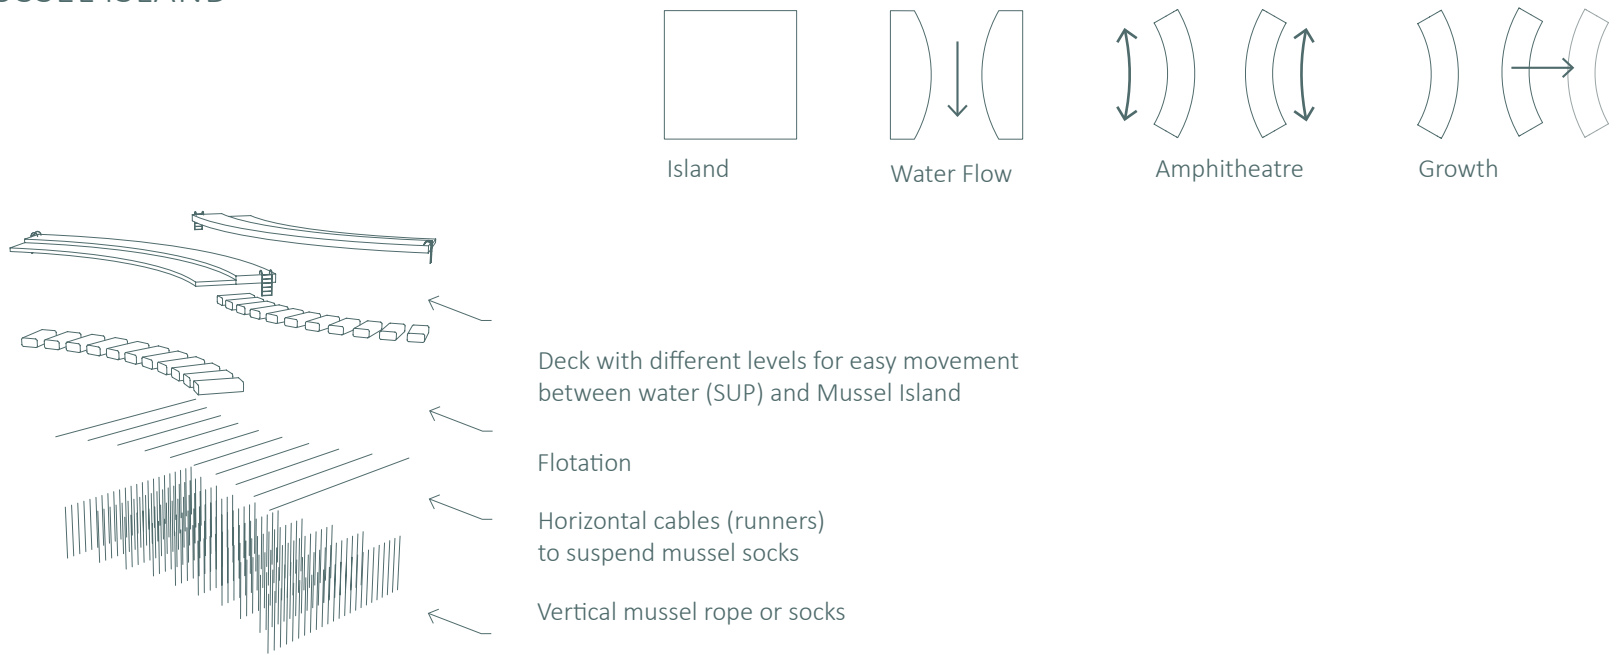 ISLAND
Island
Water Flow
Amphitheatre
Growth
Deck with different levels for easy movement
between water (SUP) and Mussel Island
Flotation
Horizontal cables (runners)
to suspend mussel socks
Vertical mussel rope or socks